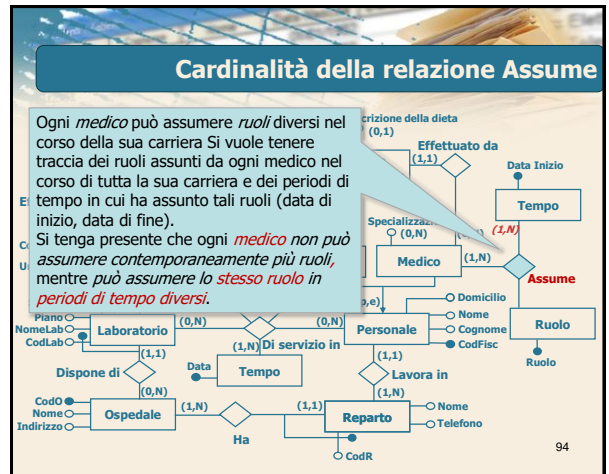 Cardinalità della relazione Assume
Ogni medico può assumere ruoli diversi nel
corso della sua carriera Si vuole tenere
traccia dei ruoli assunti da ogni medico nel
corso di tutta la sua carriera e dei periodi di
tempo in cui ha assunto tali ruoli (data di
inizio, data di fine).
Si tenga presente che ogni medico non può
assumere contemporaneamente più ruoli,
mentre può assumere lo stesso ruolo in
periodi di tempo diversi.
crizione della dieta
(0,1)
Effettuato da
(1,1)
Data Inizio
Tempo
(1,N)
(0,N)
Medico
(1,N)
Assume
Ruolo
Ruolo
p,e)
Domicilio
Nome
Cognome
CodFisc
Personale
(0,N)
Di servizio in
(1,N)
(0,N)
Laboratorio
Piano
NomeLab
CodLab
(1,1)
Dispone di
(0,N)
Data
Tempo
(1,1)
Lavora in
(1,N)
CodO
Nome
Indirizzo
Ospedale
(1,N)
Ha
(1,1)
Reparto
Nome
Telefono
CodR
94